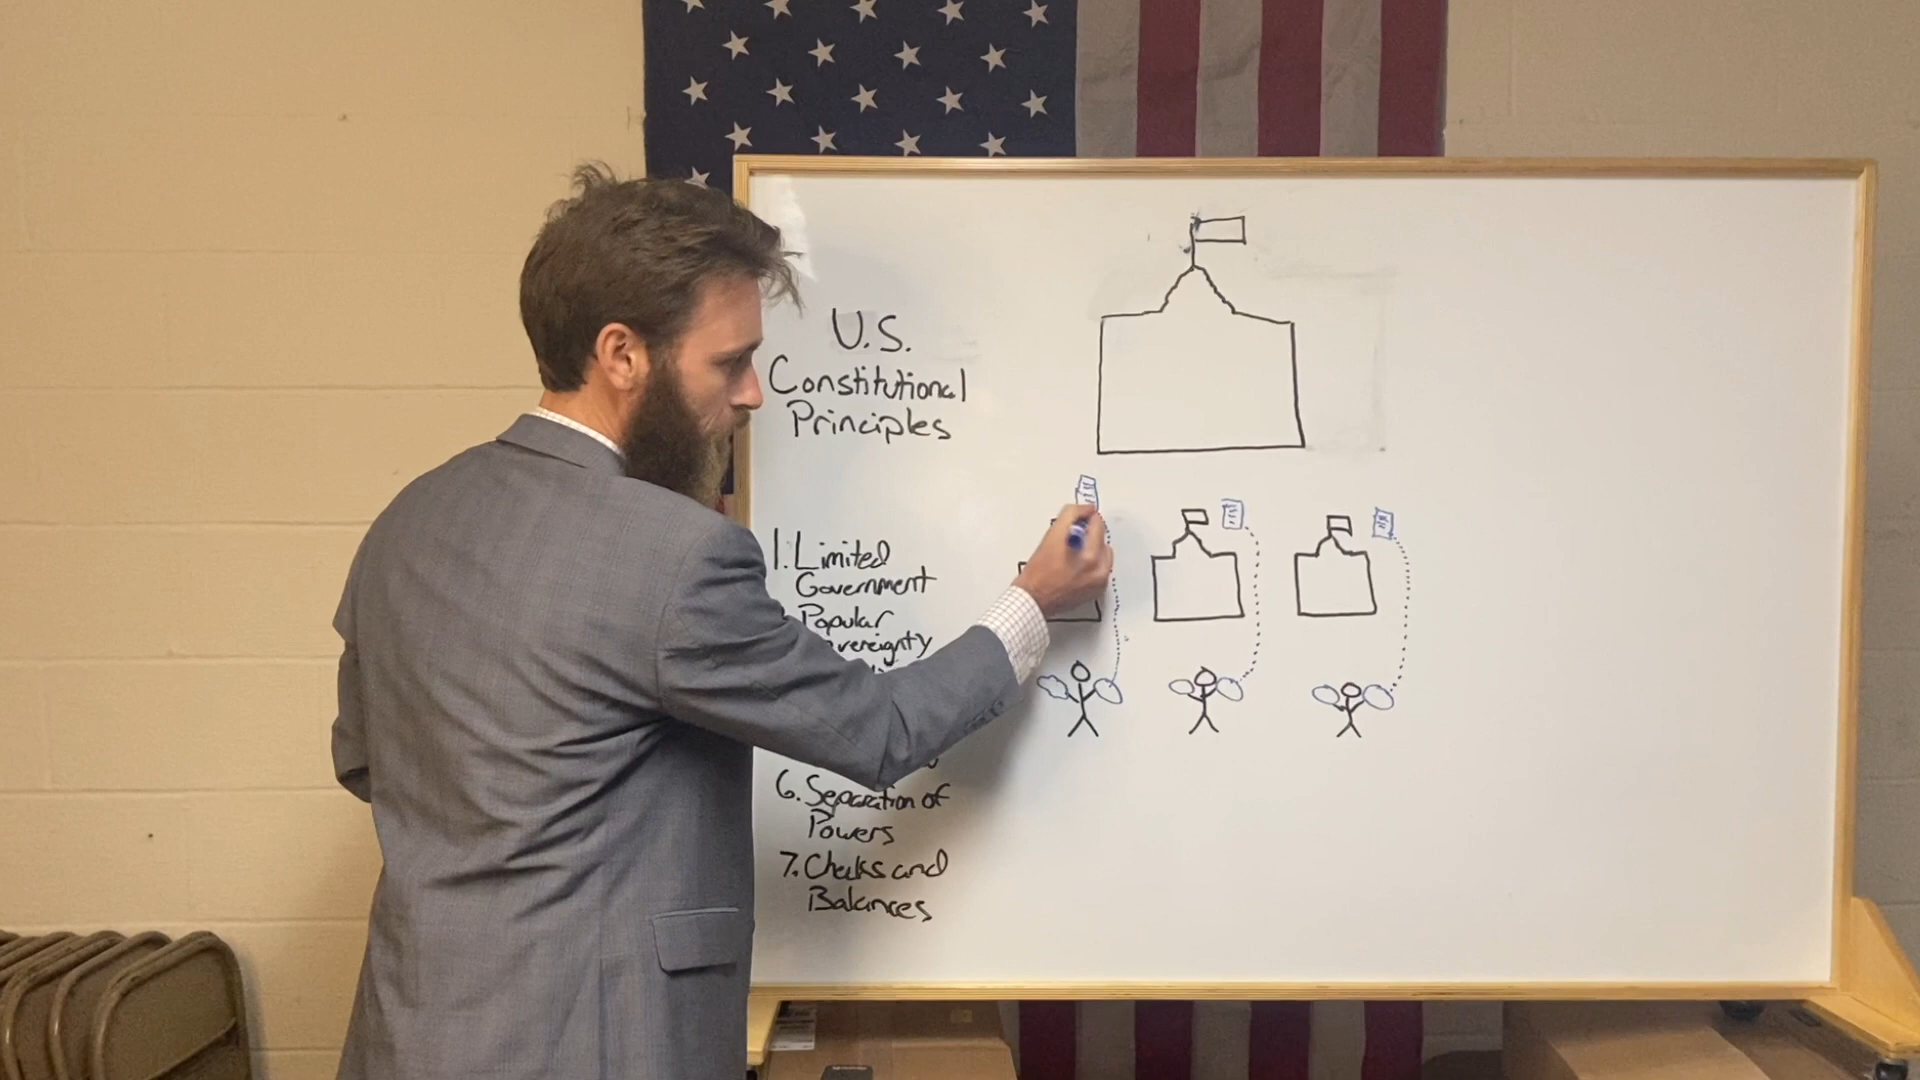 U.S.
Constitutional
Principles
1. Limited
Government
Popular
6. Separation of
Powers
7. Checks and
Balances